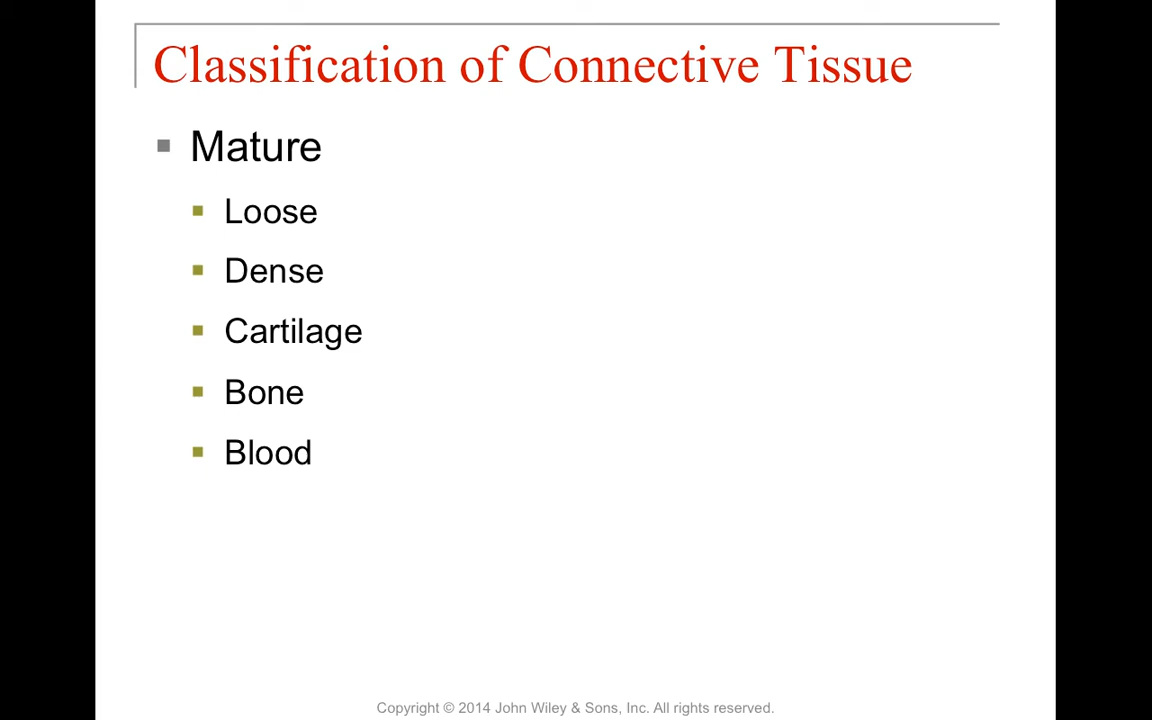 Classification of Connective Tissue
Mature
Loose
Dense
Cartilage
Bone
Blood
Copyright © 2014 John Wiley & Sons, Inc. All rights reserved.